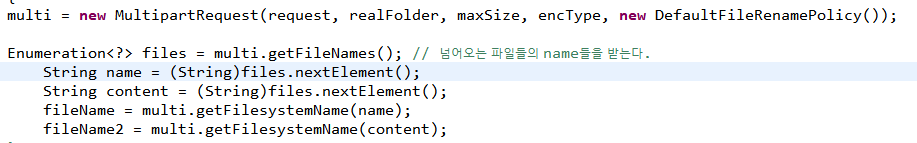 multi = new MultipartRequest(request, realFolder, maxSize, encType, new DefaultFileRenamePolicy());
Enumeration<?> files = multi.getFileNames(); // 넘어오는 파일들의 name들을 받는다.
String name = (String)files.nextElement();
String content = (String)files.nextElement();
fileName = multi.getFilesystemName(name);
fileName2 = multi.getFilesystemName(content);